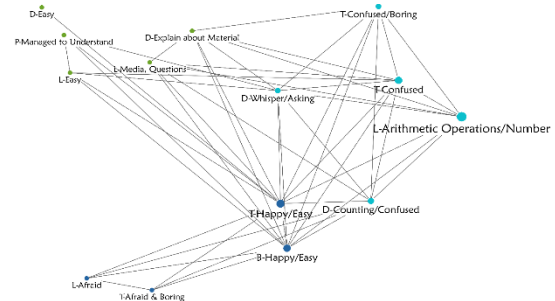 D-Easy
T-Confused/Boring
P-Managed to Understand
D-Explain about Material
L-Media, Questions
L-Easy
T-Confused
D-Whisper/Asking
L-Arithmetic Operations/Number
T-Happy/Easy
D-Counting/Confused
B-Happy/Easy
L-Afraid
T-Afraid & Boring